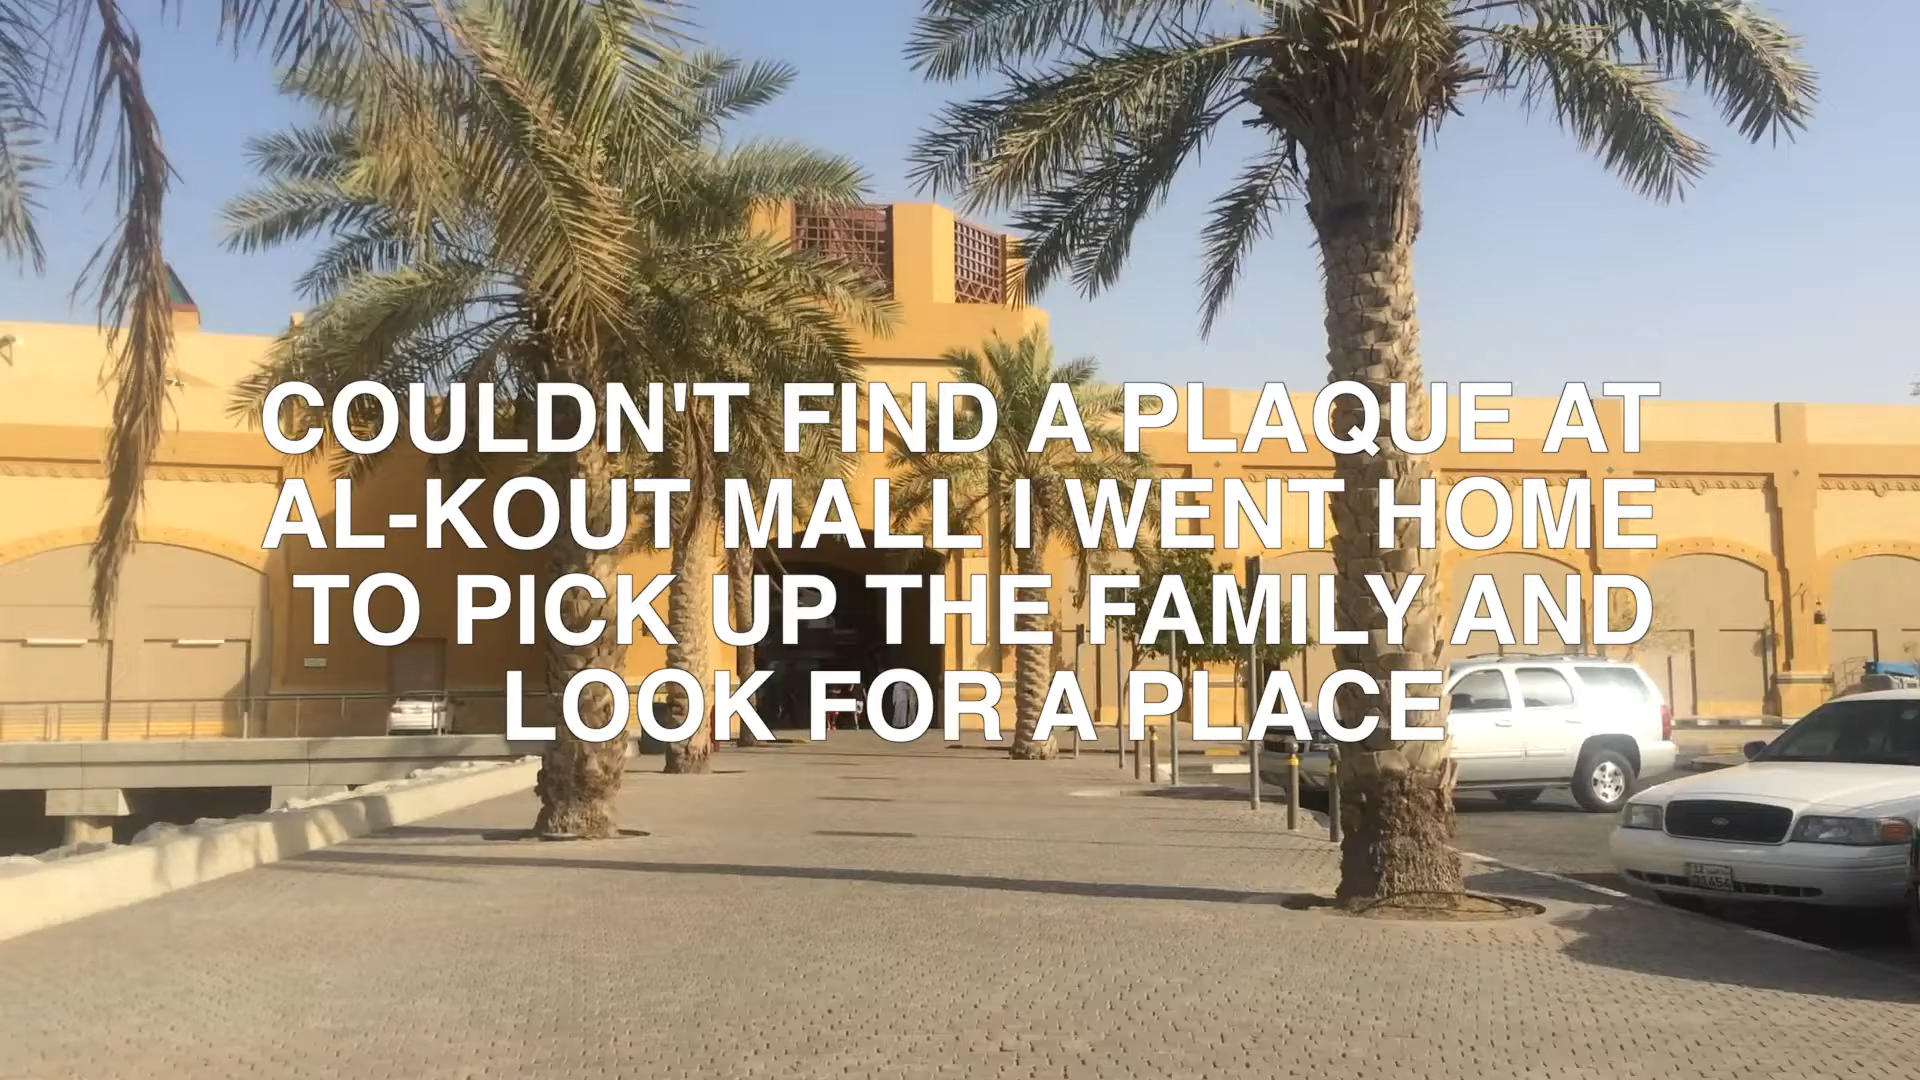 COULDN'T FIND A PLAQUE AT
AL-KOUT MALL I WENT HOME
TO PICK UP THE FAMILY AND
LOOK FOR A PLACE